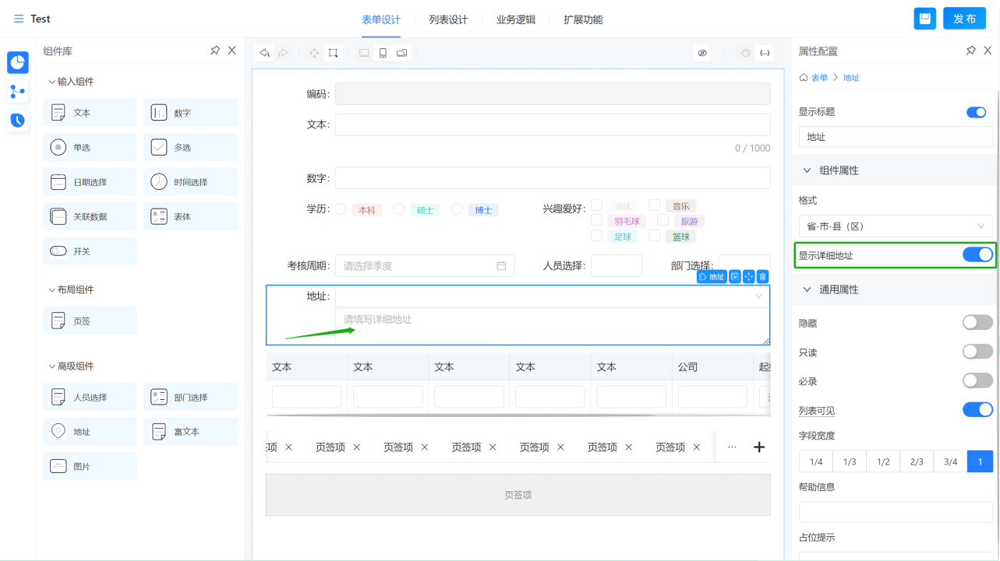 Test
表单设计 列表设计 业务逻辑 扩展功能
发布
组件库
输入组件
文本 数字
单选 多选
日期选择 时间选择
关联数据 表体
开关
布局组件
页签
高级组件
人员选择 部门选择
地址 富文本
图片
编码:
文本:
0 / 1000
数字:
学历: 本科 硕士 博士
兴趣爱好: 书法 音乐
羽毛球 旅游
足球 篮球
考核周期: 请选择季度 人员选择: 部门选择:
地址
地址:
请填写详细地址
文本 文本 文本 文本 文本 公司
页签项 页签项 页签项 页签项 页签项 页签项
页签项
属性配置
表单 > 地址
显示标题
地址
组件属性
格式
省-市-县（区）
显示详细地址
通用属性
隐藏
只读
必录
列表可见
字段宽度
1/4 1/3 1/2 2/3 3/4 1
帮助信息
占位提示